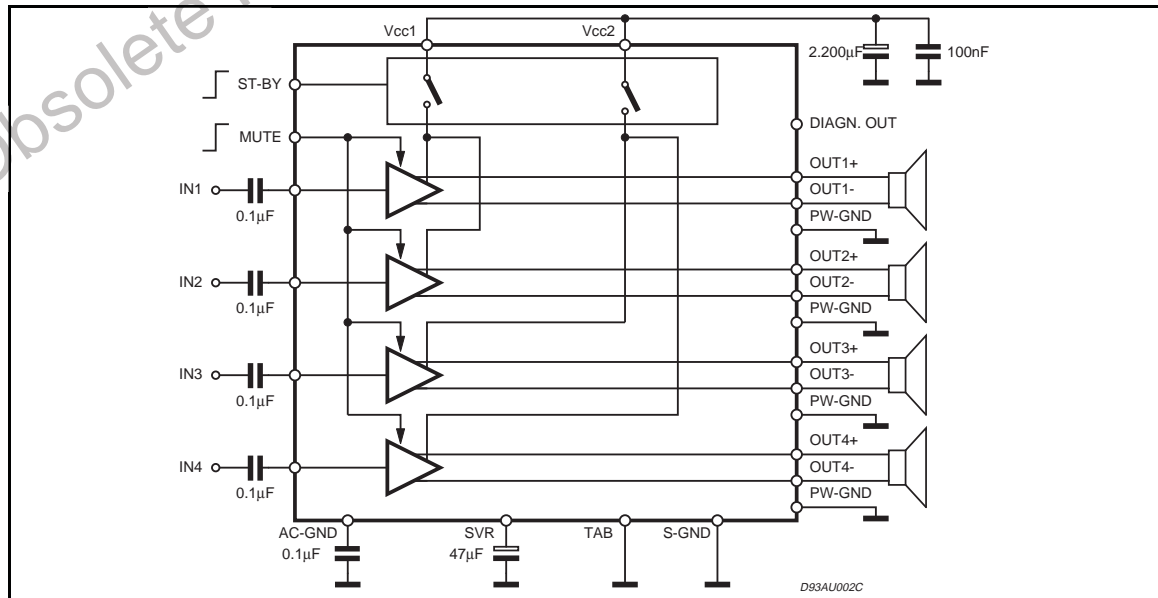 obsolete
Vcc1
Vcc2
2.200µF
100nF
ST-BY
DIAGN. OUT
MUTE
OUT1+
IN1
OUT1-
0.1µF
PW-GND
OUT2+
IN2
OUT2-
0.1µF
PW-GND
OUT3+
IN3
OUT3-
0.1µF
PW-GND
OUT4+
IN4
OUT4-
0.1µF
PW-GND
AC-GND
SVR
TAB
S-GND
0.1µF
47µF
D93AU002C